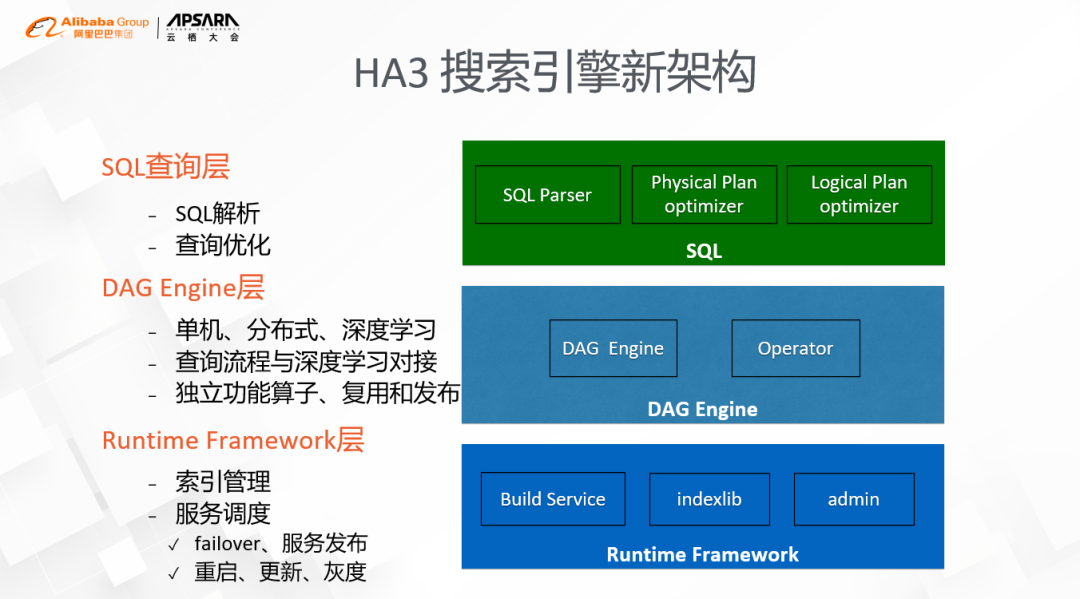 Alibaba Group
阿里巴巴集团
APSARA
APSARA CONFERENCE
云栖大会
HA3 搜索引擎新架构
SQL查询层
- SQL解析
- 查询优化
DAG Engine层
- 单机、分布式、深度学习
- 查询流程与深度学习对接
- 独立功能算子、复用和发布
Runtime Framework层
- 索引管理
- 服务调度
✓ failover、服务发布
✓ 重启、更新、灰度
SQL Parser
Physical Plan
optimizer
Logical Plan
optimizer
SQL
DAG Engine
Operator
DAG Engine
Build Service
indexlib
admin
Runtime Framework